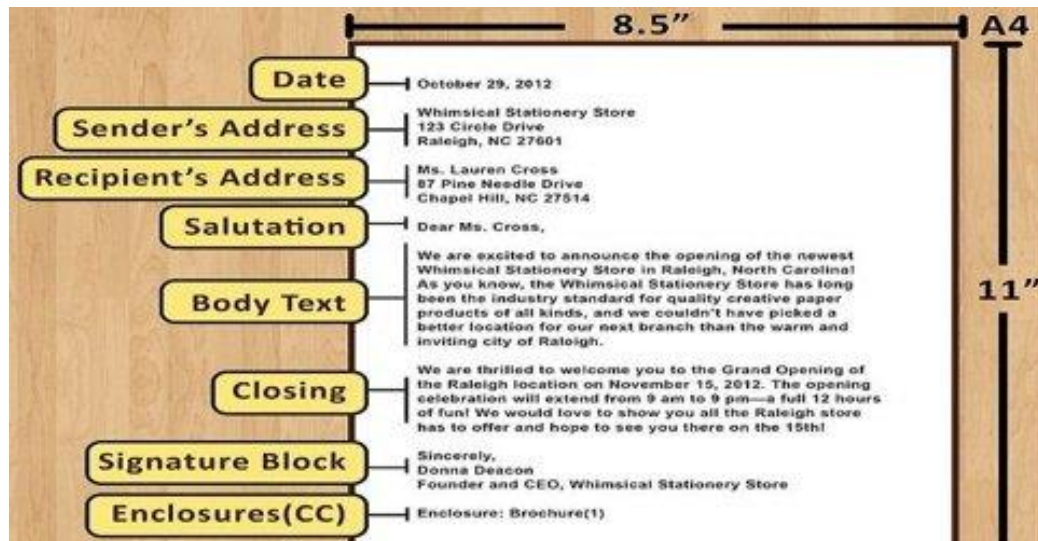 8.5”
A4
Date
October 29, 2012
Sender's Address
Whimsical Stationery Store
123 Circle Drive
Raleigh, NC 27601
Recipient's Address
Ms. Lauren Cross
87 Pine Needle Drive
Chapel Hill, NC 27514
Salutation
Dear Ms. Cross,
Body Text
We are excited to announce the opening of the newest
Whimsical Stationery Store in Raleigh, North Carolina!
As you know, the Whimsical Stationery Store has long
been the industry standard for quality creative paper
products of all kinds, and we couldn't have picked a
better location for our next branch than the warm and
inviting city of Raleigh.
11”
Closing
We are thrilled to welcome you to the Grand Opening of
the Raleigh location on November 15, 2012. The opening
celebration will extend from 9 am to 9 pm—a full 12 hours
of fun! We would love to show you all the Raleigh store
has to offer and hope to see you there on the 15th!
Signature Block
Sincerely,
Donna Deacon
Founder and CEO, Whimsical Stationery Store
Enclosures(CC)
Enclosure: Brochure(1)